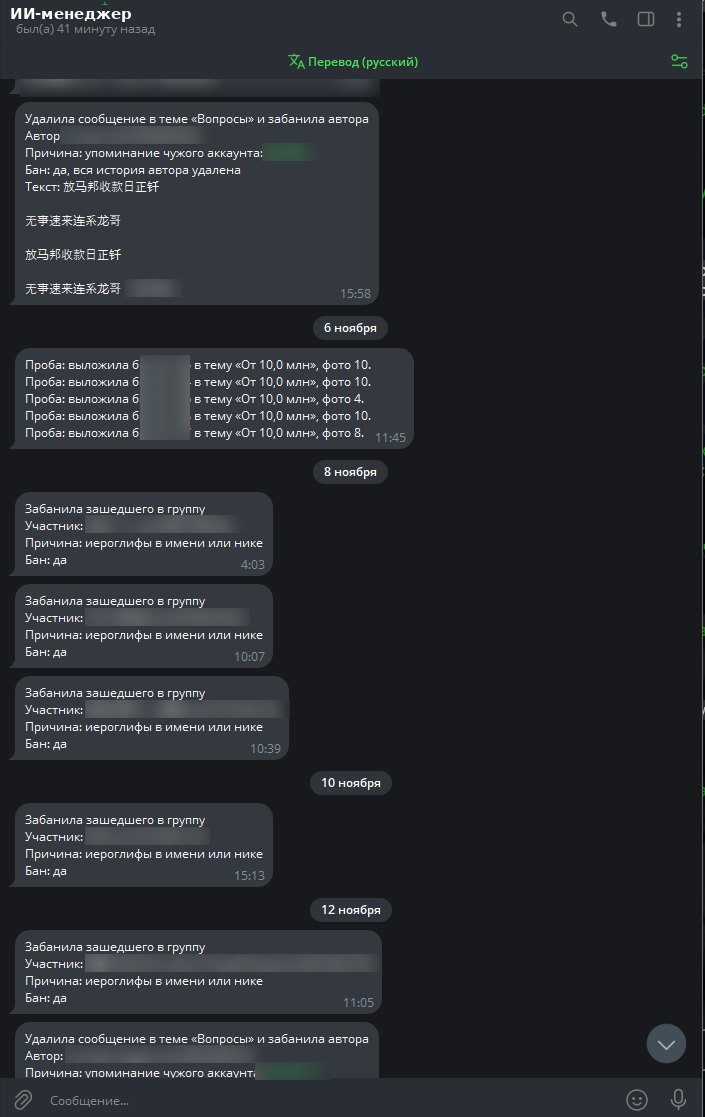 ИИ-менеджер
был(а) 41 минуту назад
Перевод (русский)
Удалила сообщение в теме «Вопросы» и забанила автора
Автор
Причина: упоминание чужого аккаунта:
Бан: да, вся история автора удалена
Текст: 放马邦收款日正钎
无亊速来连系龙哥
放马邦收款日正钎
无亊速来连系龙哥
15:58
6 ноября
Проба: выложила б в тему «От 10,0 млн», фото 10.
Проба: выложила б в тему «От 10,0 млн», фото 10.
Проба: выложила б в тему «От 10,0 млн», фото 4.
Проба: выложила б в тему «От 10,0 млн», фото 10.
Проба: выложила б в тему «От 10,0 млн», фото 8.
11:45
8 ноября
Забанила зашедшего в группу
Участник:
Причина: иероглифы в имени или нике
Бан: да
4:03
Забанила зашедшего в группу
Участник:
Причина: иероглифы в имени или нике
Бан: да
10:07
Забанила зашедшего в группу
Участник:
Причина: иероглифы в имени или нике
Бан: да
10:39
10 ноября
Забанила зашедшего в группу
Участник:
Причина: иероглифы в имени или нике
Бан: да
15:13
12 ноября
Забанила зашедшего в группу
Участник:
Причина: иероглифы в имени или нике
Бан: да
11:05
Удалила сообщение в теме «Вопросы» и забанила автора
Автор:
Причина: упоминание чужого аккаунта
Сообщение...